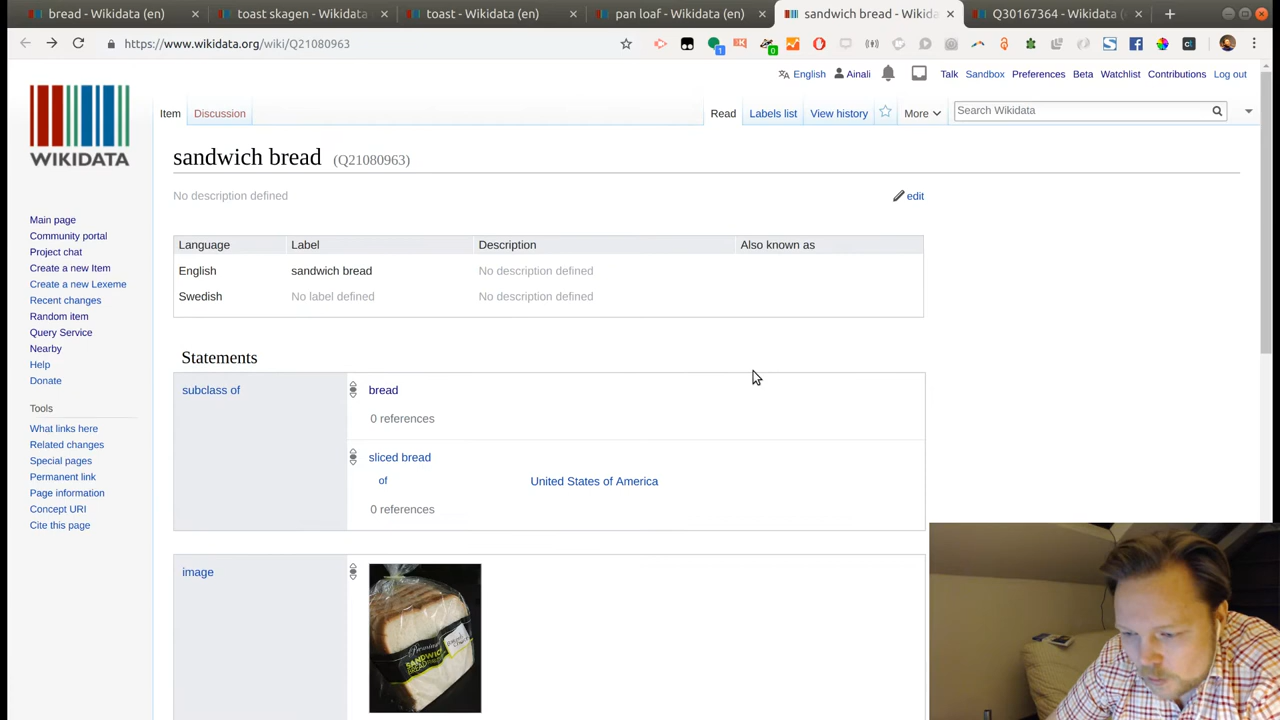 bread - Wikidata (en) × toast skagen - Wikidata × toast - Wikidata (en) × pan loaf - Wikidata (en) × sandwich bread - Wikid × Q30167364 - Wikidata ( × +
https://www.wikidata.org/wiki/Q21080963
1 0
English Ainali Talk Sandbox Preferences Beta Watchlist Contributions Log out
Item Discussion Read Labels list View history More Search Wikidata
WIKIDATA
Main page
Community portal
Project chat
Create a new Item
Create a new Lexeme
Recent changes
Random item
Query Service
Nearby
Help
Donate
Tools
What links here
Related changes
Special pages
Permanent link
Page information
Concept URI
Cite this page
sandwich bread (Q21080963)
No description defined edit
Language Label Description Also known as
English sandwich bread No description defined
Swedish No label defined No description defined
Statements
subclass of bread
0 references
sliced bread
of United States of America
0 references
image
Premium
SANDWICH
BREAD